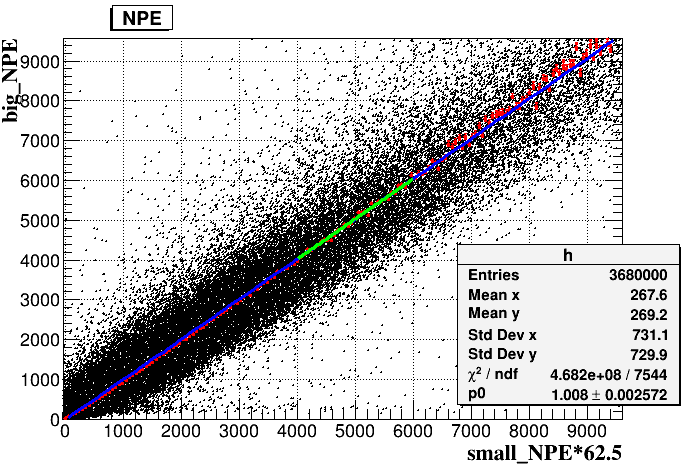 NPE
big_NPE
9000
8000
7000
6000
5000
4000
3000
2000
1000
0
h
Entries 3680000
Mean x 267.6
Mean y 269.2
Std Dev x 731.1
Std Dev y 729.9
χ² / ndf 4.682e+08 / 7544
p0 1.008 ± 0.002572
0 1000 2000 3000 4000 5000 6000 7000 8000 9000
small_NPE*62.5